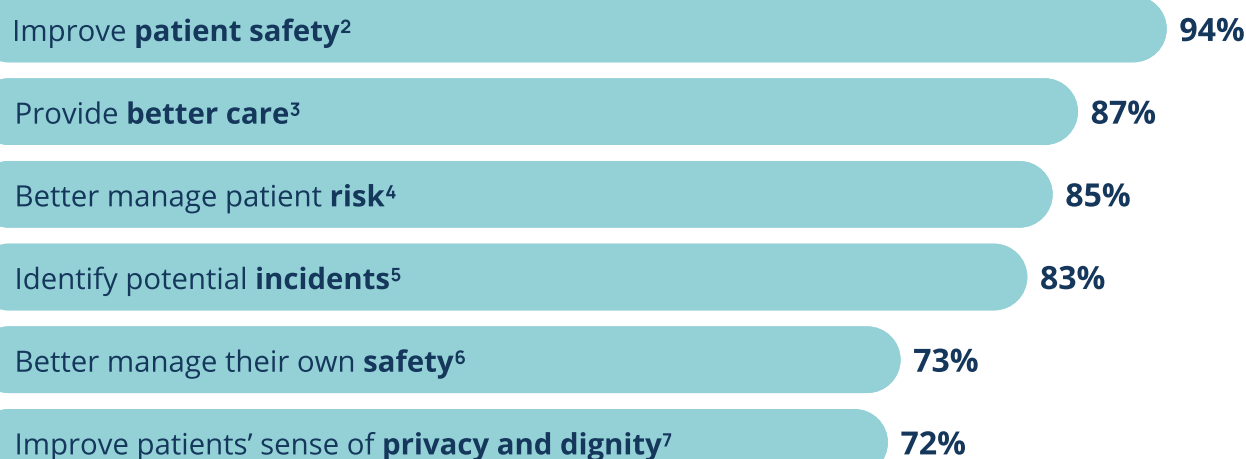 Improve patient safety² 94%
Provide better care³ 87%
Better manage patient risk⁴ 85%
Identify potential incidents⁵ 83%
Better manage their own safety⁶ 73%
Improve patients’ sense of privacy and dignity⁷ 72%